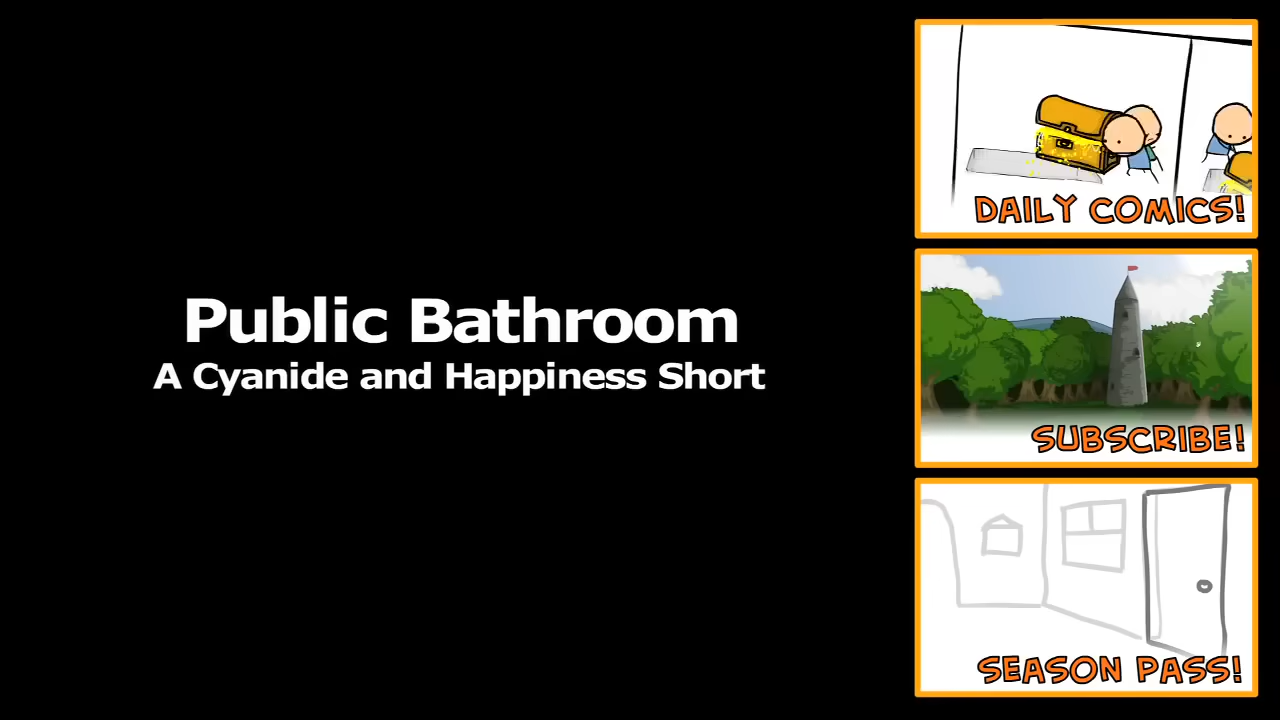 Public Bathroom
A Cyanide and Happiness Short
DAILY COMICS!
SUBSCRIBE!
SEASON PASS!